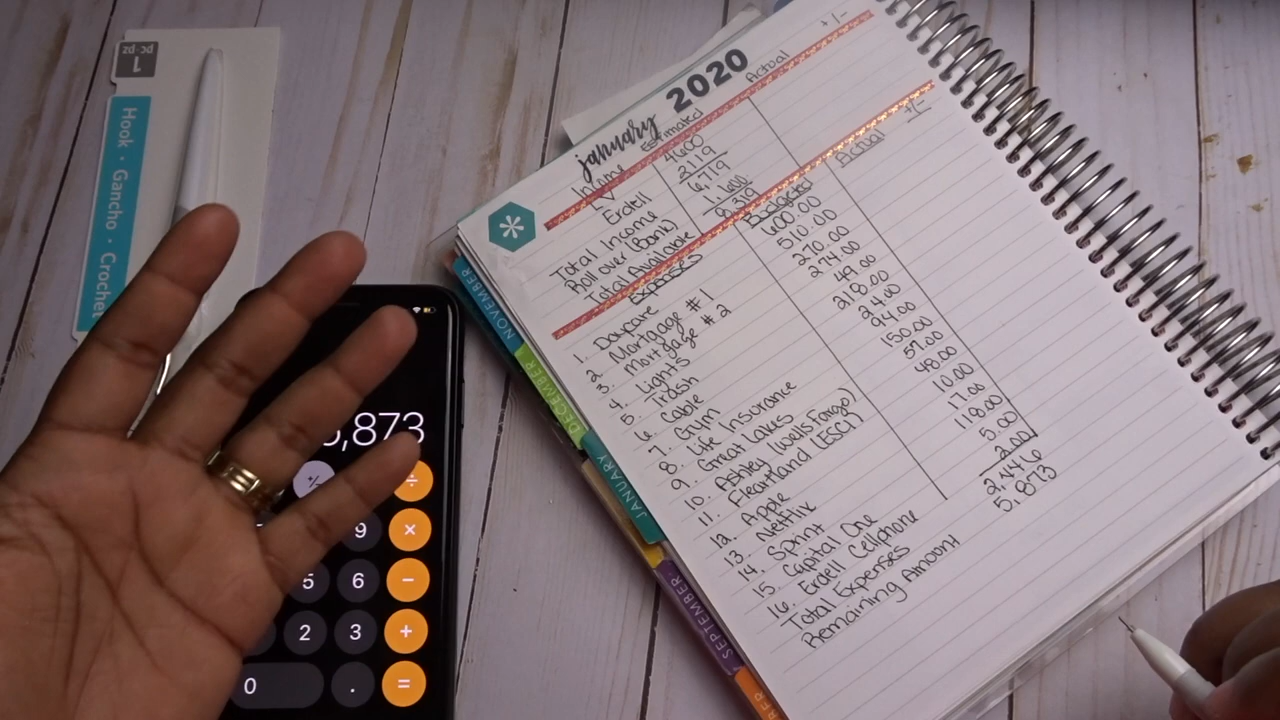 1
pc·pz
Hook · Gancho · Crochet
january 2020
Income Estimated Actual +/-
4600
Erdell 2119
Total Income 6,719
Roll over (Bank) 1,600
Total Available 8,319
Expenses Budgeted Actual +/-
1. Daycare 600.00
2 Mortgage #1 510.00
3. Mortgage #2 270.00
4. Lights 274.00
5. Trash 49.00
6. Cable 218.00
7. Gym 24.00
8. Life Insurance 94.00
9. Great Lakes 150.00
10. Ashley (Wells Fargo) 57.00
11. Heartland (ESCI) 48.00
12. Apple 10.00
13. Netflix 17.00
14. Sprint 118.00
15. Capital One 5.00
16. Erdell Cellphone 2.00
Total Expenses 2,446
Remaining Amount 5,873
NOVEMBER
DECEMBER
JANUARY
SEPTEMBER
5,873
+/- ÷
9 ×
5 6 −
2 3 +
0 . =